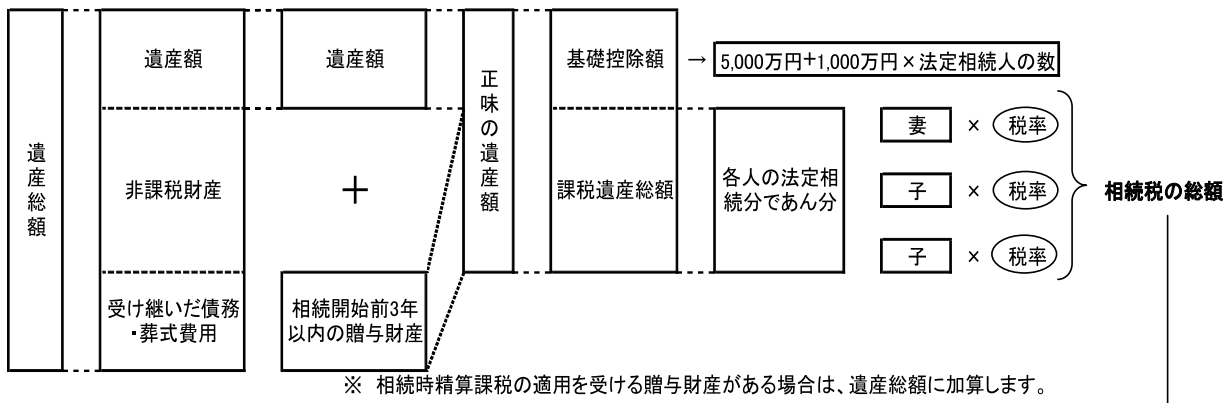 遺産総額
遺産額
非課税財産
受け継いだ債務
・葬式費用
遺産額
+
相続開始前3年
以内の贈与財産
正味の遺産額
基礎控除額
課税遺産総額
→ 5,000万円+1,000万円×法定相続人の数
各人の法定相
続分であん分
妻 × 税率
子 × 税率
子 × 税率
相続税の総額
※ 相続時精算課税の適用を受ける贈与財産がある場合は、遺産総額に加算します。